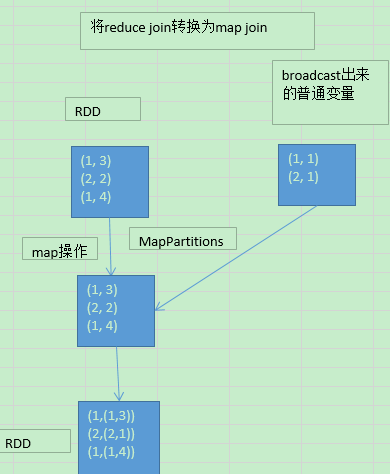 将reduce join转换为map join
broadcast出来
的普通变量
RDD
(1, 3)
(2, 2)
(1, 4)
(1, 1)
(2, 1)
map操作
MapPartitions
(1, 3)
(2, 2)
(1, 4)
(1,(1,3))
(2,(2,1))
(1,(1,4))
RDD